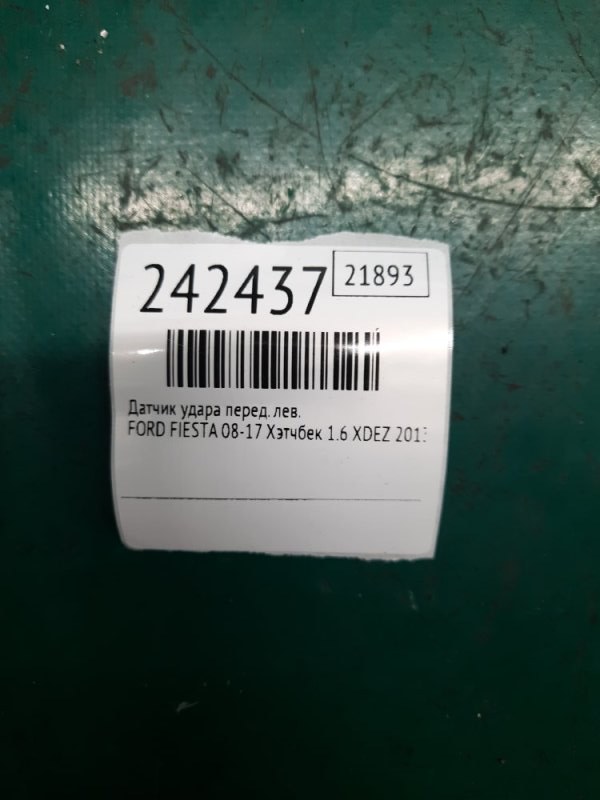 242437
21893
Датчик удара перед. лев.
FORD FIESTA 08-17 Хэтчбек 1.6 XDEZ